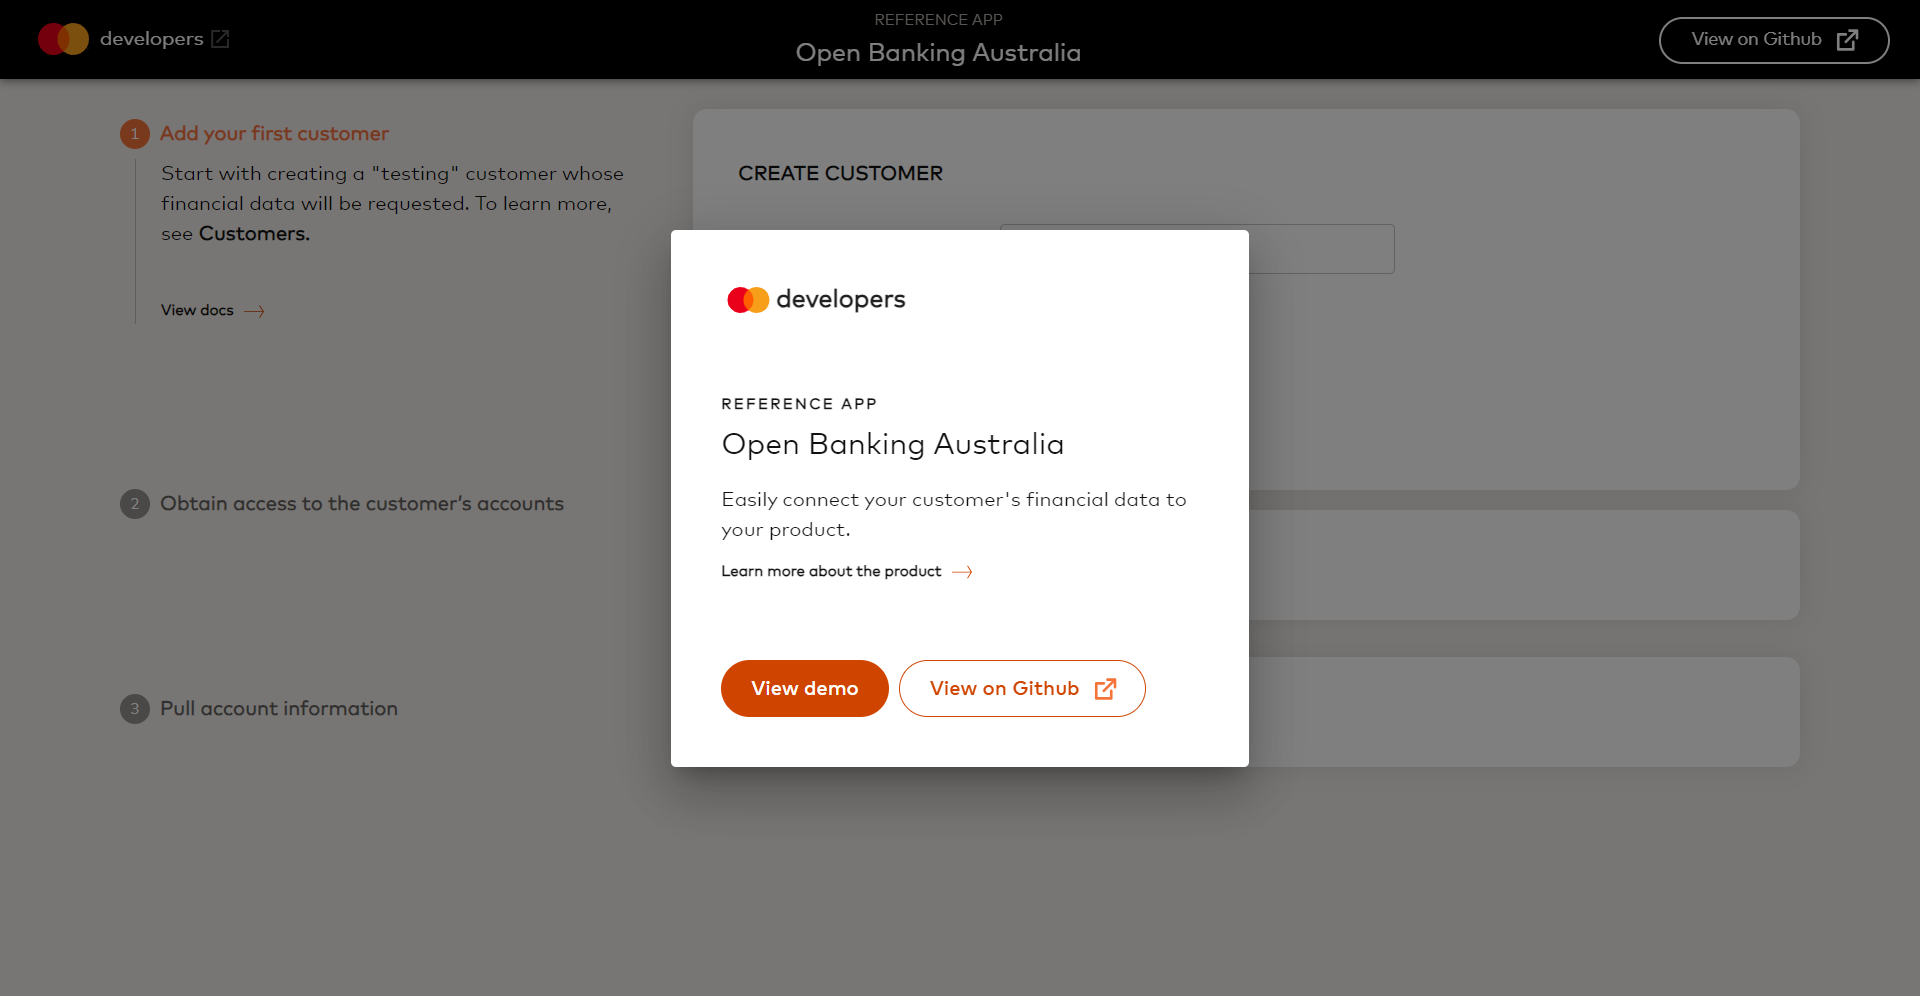 developers
REFERENCE APP
Open Banking Australia
View on Github
1 Add your first customer
Start with creating a "testing" customer whose
financial data will be requested. To learn more,
see Customers.
View docs
2 Obtain access to the customer’s accounts
3 Pull account information
CREATE CUSTOMER
developers
REFERENCE APP
Open Banking Australia
Easily connect your customer's financial data to
your product.
Learn more about the product
View demo
View on Github